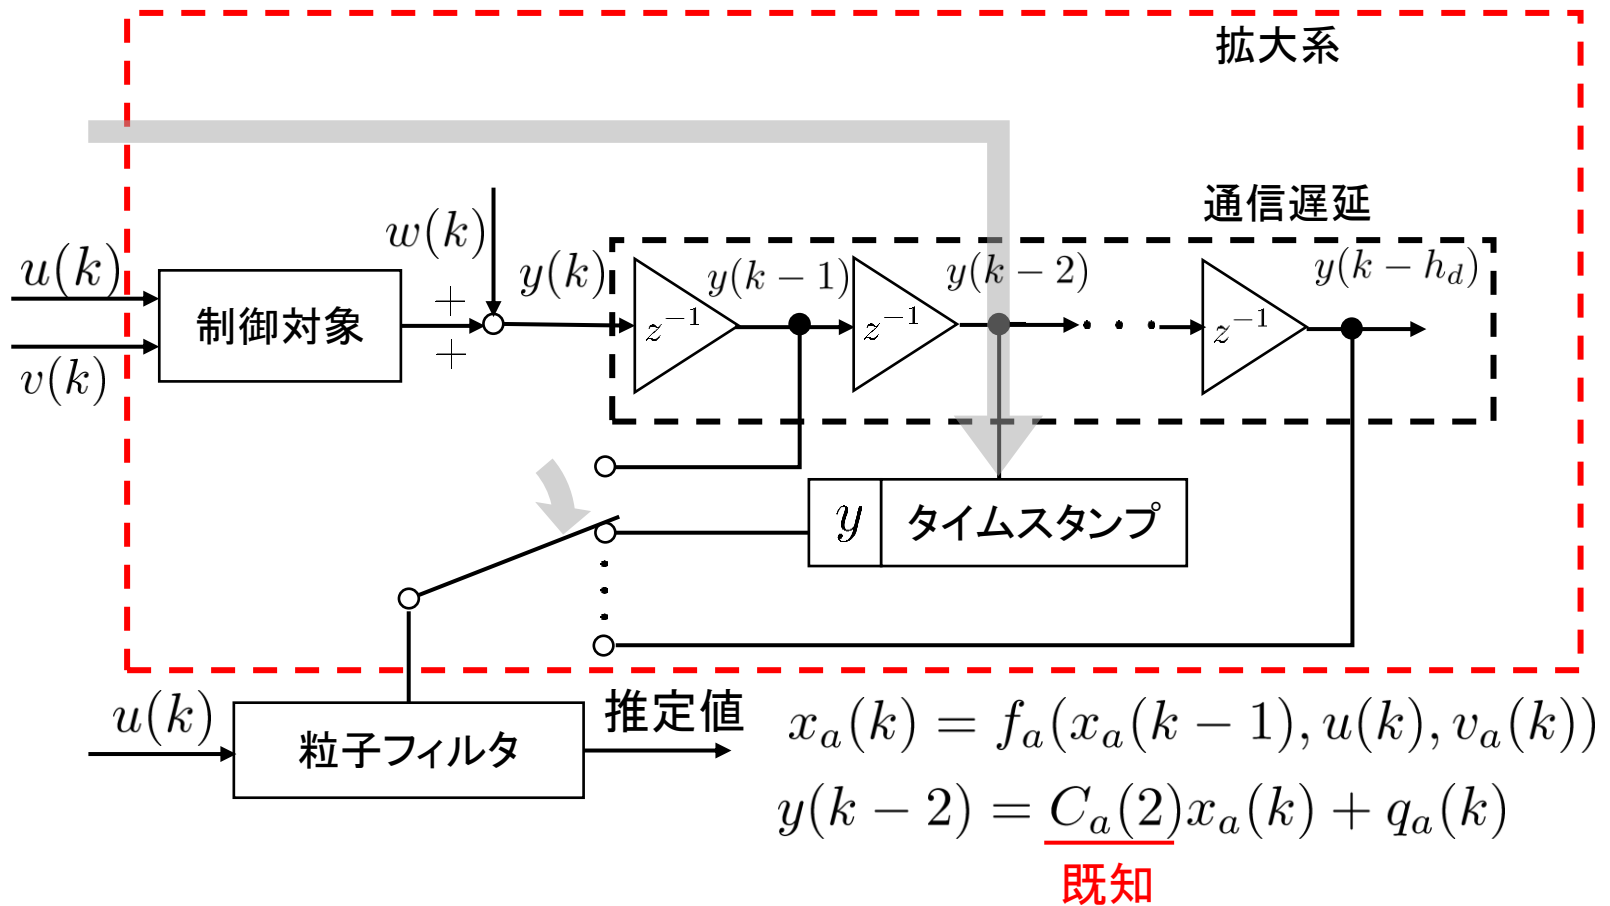 拡大系
通信遅延
w(k)
u(k)
y(k)
y(k − 1)
y(k − 2)
y(k − h_d)
制御対象
+
+
z^{-1}
z^{-1}
· · ·
z^{-1}
v(k)
y タイムスタンプ
u(k)
粒子フィルタ
推定値
x_a(k) = f_a(x_a(k − 1), u(k), v_a(k))
y(k − 2) = C_a(2)x_a(k) + q_a(k)
既知